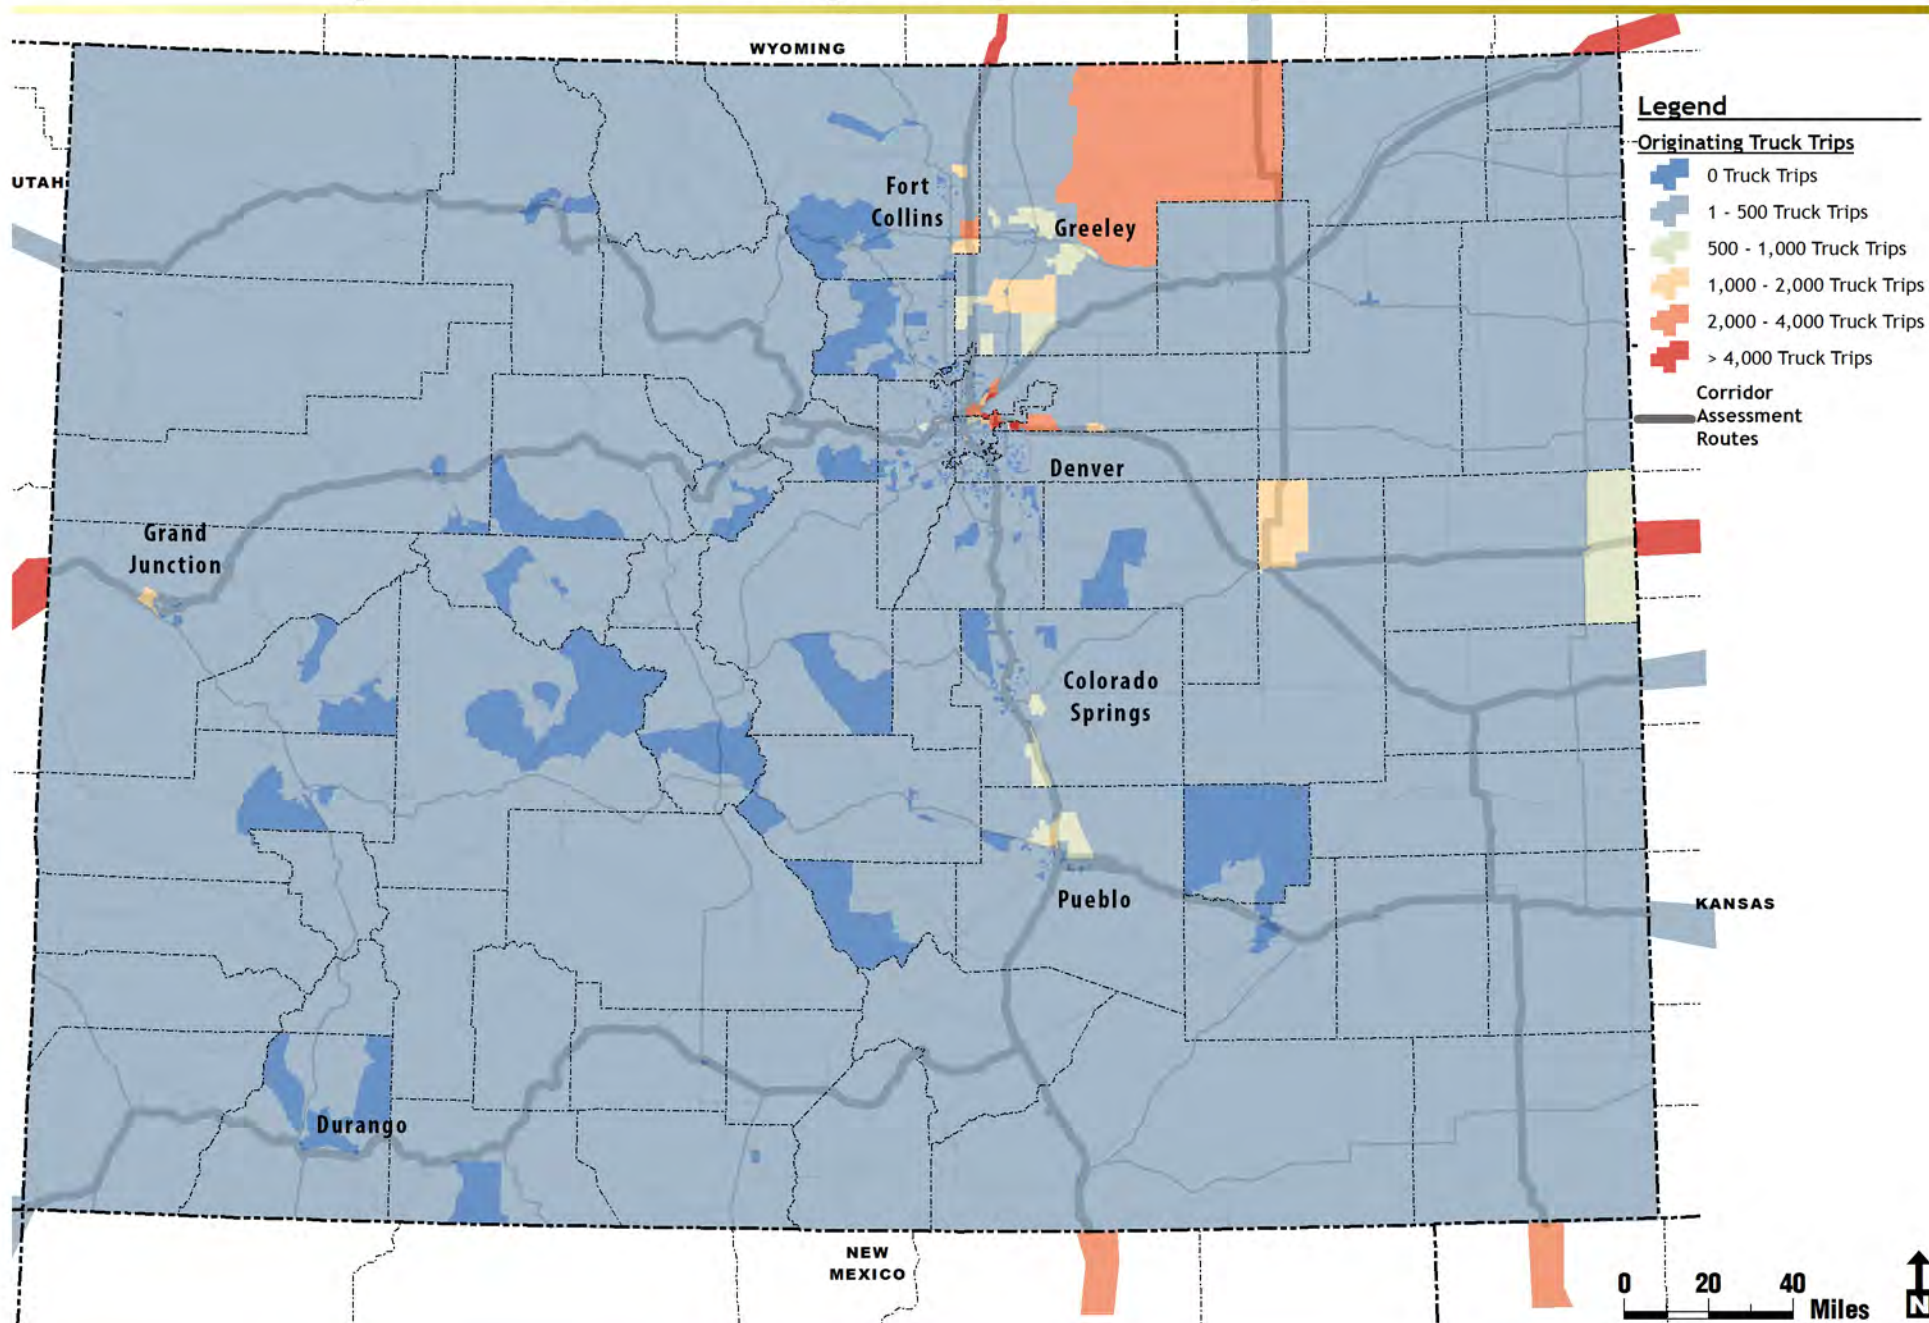 WYOMING
UTAH
Fort
Collins
Greeley
Denver
Grand
Junction
Colorado
Springs
Pueblo
KANSAS
Durango
NEW
MEXICO
Legend
Originating Truck Trips
0 Truck Trips
1 - 500 Truck Trips
500 - 1,000 Truck Trips
1,000 - 2,000 Truck Trips
2,000 - 4,000 Truck Trips
> 4,000 Truck Trips
Corridor
Assessment
Routes
0 20 40
Miles
N